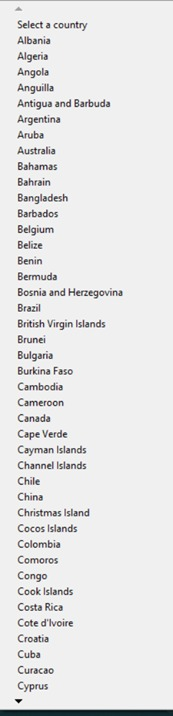 Select a country
Albania
Algeria
Angola
Anguilla
Antigua and Barbuda
Argentina
Aruba
Australia
Bahamas
Bahrain
Bangladesh
Barbados
Belgium
Belize
Benin
Bermuda
Bosnia and Herzegovina
Brazil
British Virgin Islands
Brunei
Bulgaria
Burkina Faso
Cambodia
Cameroon
Canada
Cape Verde
Cayman Islands
Channel Islands
Chile
China
Christmas Island
Cocos Islands
Colombia
Comoros
Congo
Cook Islands
Costa Rica
Cote d'Ivoire
Croatia
Cuba
Curacao
Cyprus